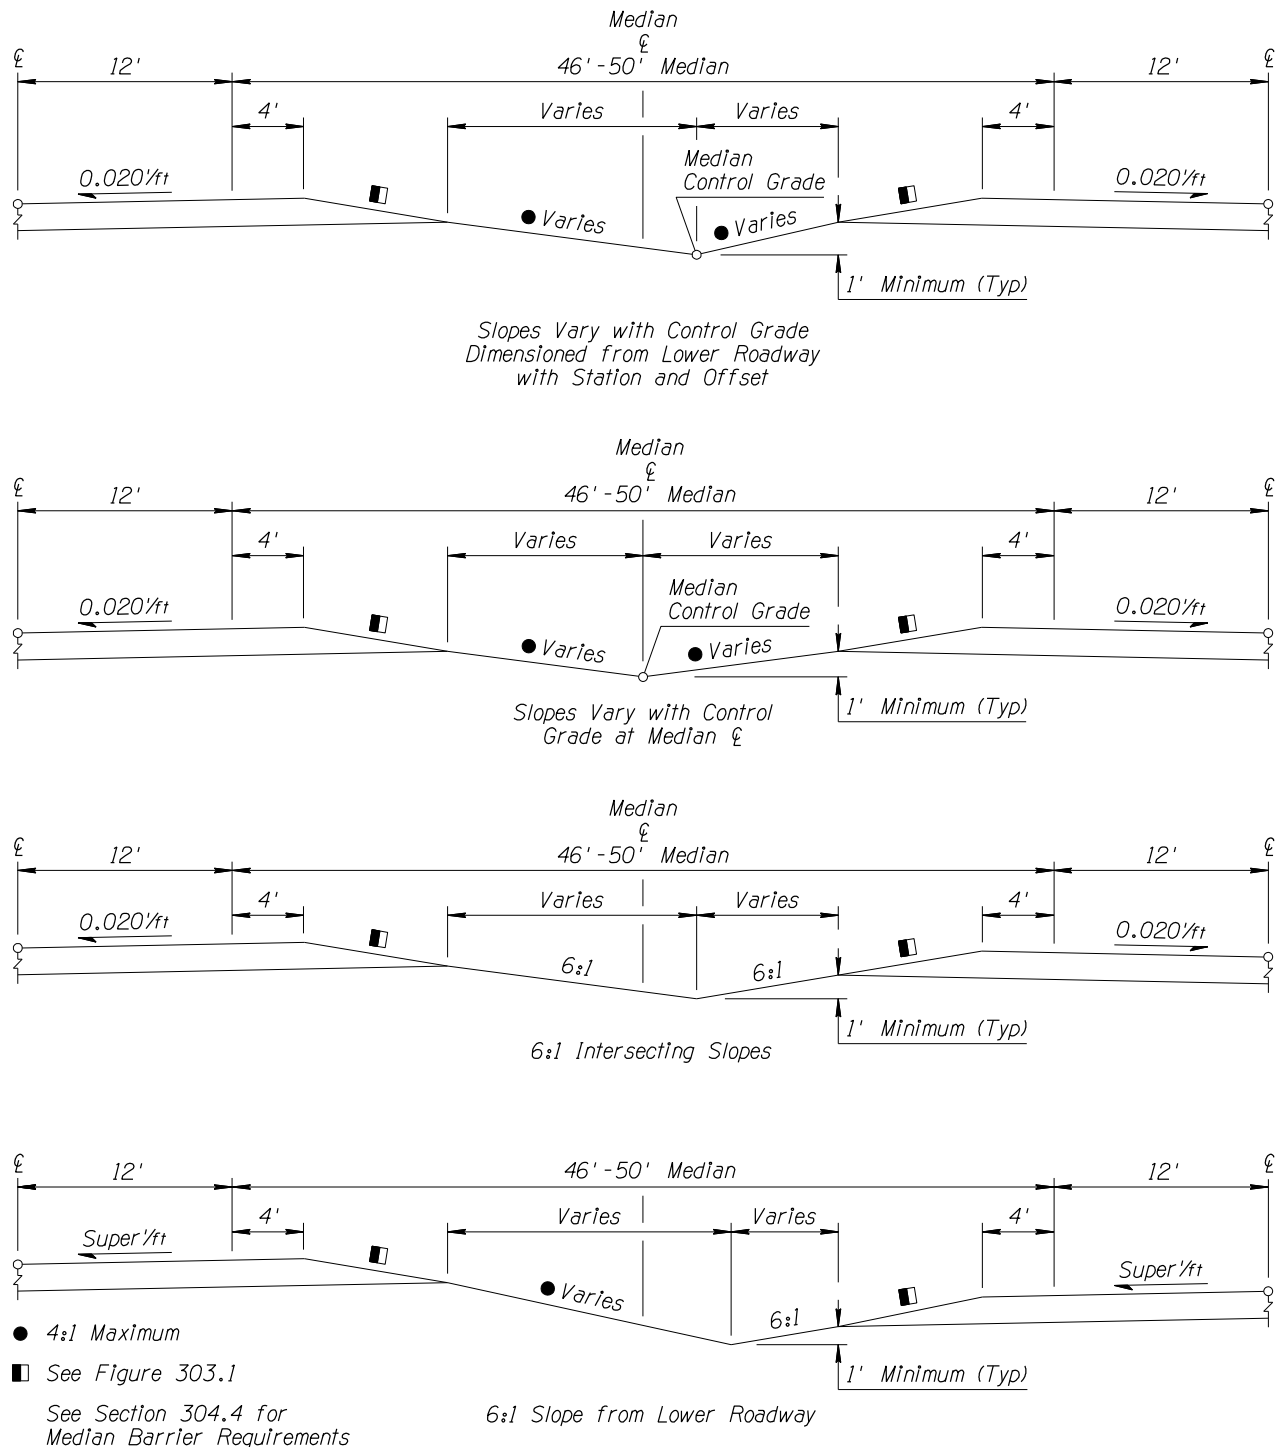 Median
℄
℄ ℄
12' 46'-50' Median 12'
4' Varies Varies 4'
Median
Control Grade
0.020'/ft 0.020'/ft
Varies Varies
1' Minimum (Typ)
Slopes Vary with Control Grade
Dimensioned from Lower Roadway
with Station and Offset
Median
℄
℄ ℄
12' 46'-50' Median 12'
4' Varies Varies 4'
Median
Control Grade
0.020'/ft 0.020'/ft
Varies Varies
1' Minimum (Typ)
Slopes Vary with Control
Grade at Median ℄
Median
℄
℄ ℄
12' 46'-50' Median 12'
4' Varies Varies 4'
0.020'/ft 0.020'/ft
6:1 6:1
1' Minimum (Typ)
6:1 Intersecting Slopes
℄ ℄
12' 46'-50' Median 12'
4' Varies Varies 4'
Super'/ft Super'/ft
Varies 6:1
4:1 Maximum
1' Minimum (Typ)
See Figure 303.1
See Section 304.4 for
Median Barrier Requirements
6:1 Slope from Lower Roadway